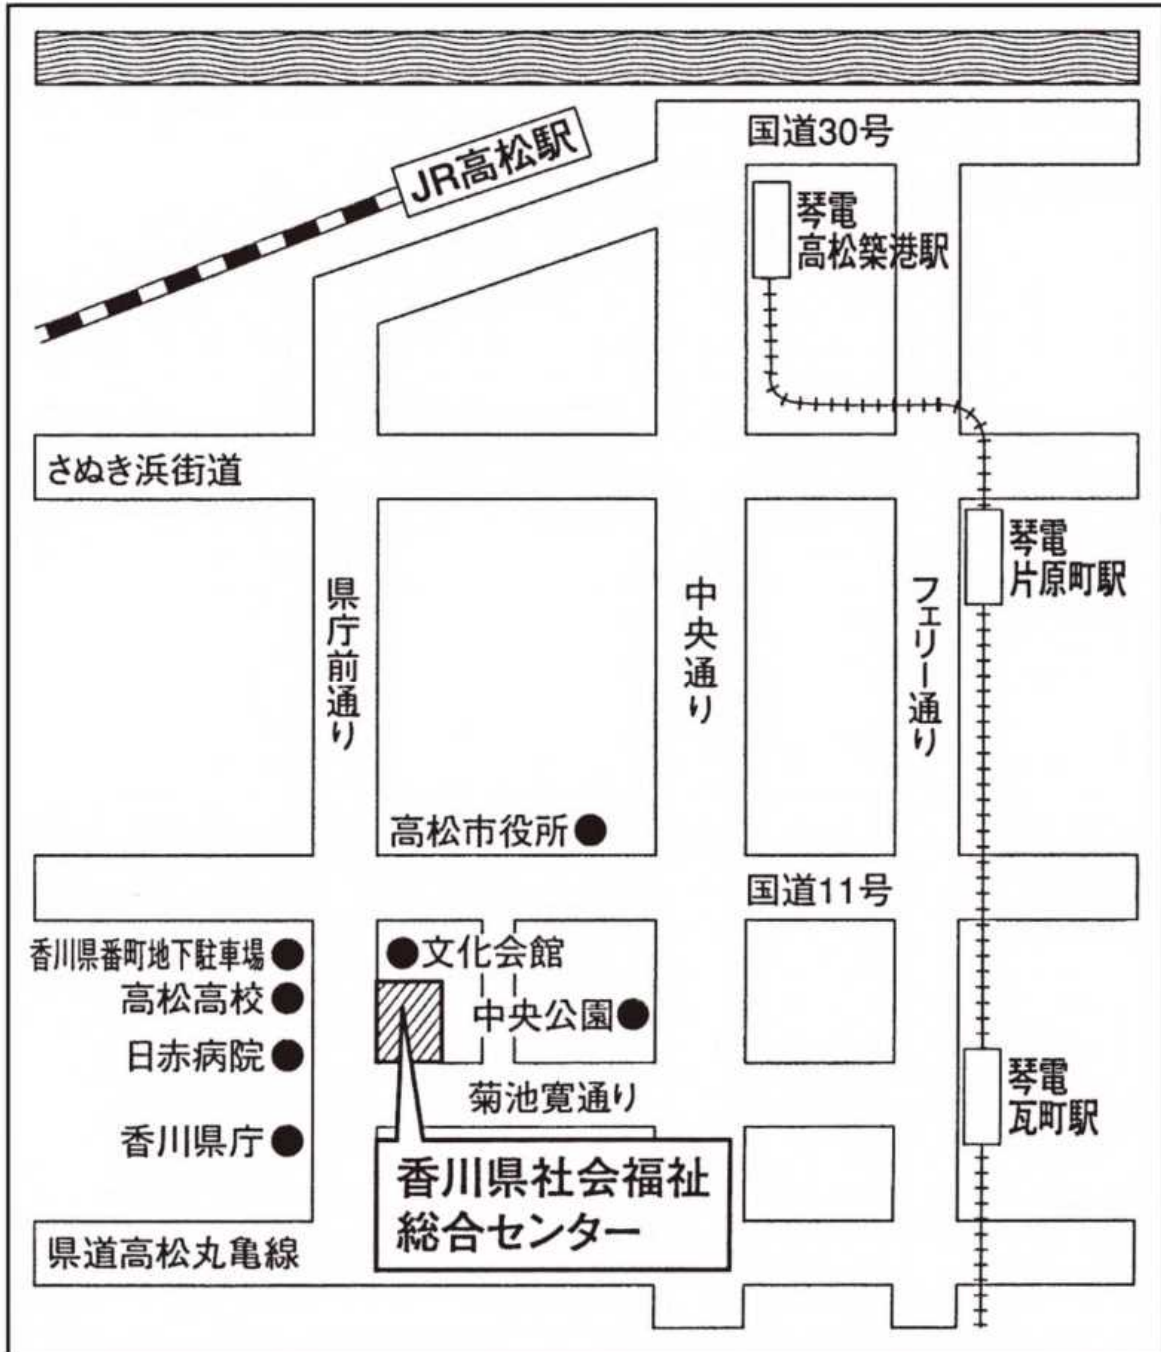 国道30号
JR高松駅
琴電
高松築港駅
さぬき浜街道
琴電
片原町駅
県庁前通り
中央通り
フェリー通り
高松市役所
国道11号
香川県番町地下駐車場
文化会館
高松高校
中央公園
日赤病院
琴電
瓦町駅
菊池寛通り
香川県庁
香川県社会福祉
総合センター
県道高松丸亀線